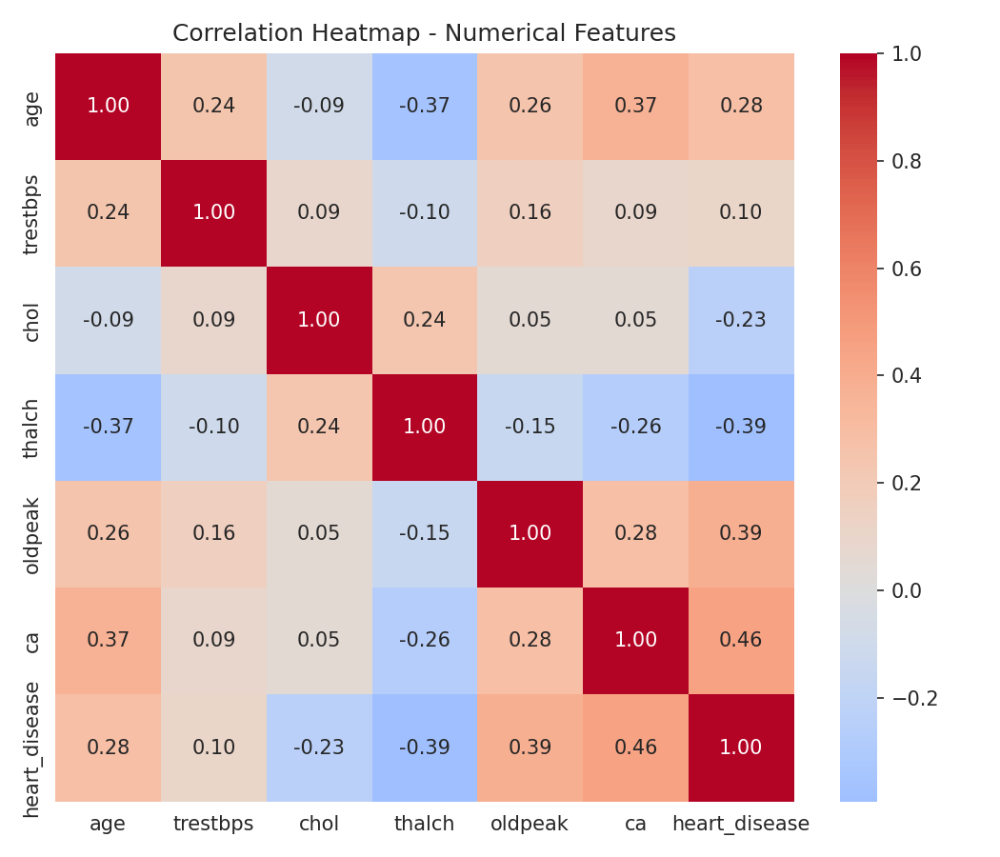 Correlation Heatmap - Numerical Features
age 1.00 0.24 -0.09 -0.37 0.26 0.37 0.28
trestbps 0.24 1.00 0.09 -0.10 0.16 0.09 0.10
chol -0.09 0.09 1.00 0.24 0.05 0.05 -0.23
thalch -0.37 -0.10 0.24 1.00 -0.15 -0.26 -0.39
oldpeak 0.26 0.16 0.05 -0.15 1.00 0.28 0.39
ca 0.37 0.09 0.05 -0.26 0.28 1.00 0.46
heart_disease 0.28 0.10 -0.23 -0.39 0.39 0.46 1.00
age trestbps chol thalch oldpeak ca heart_disease
1.0
0.8
0.6
0.4
0.2
0.0
−0.2